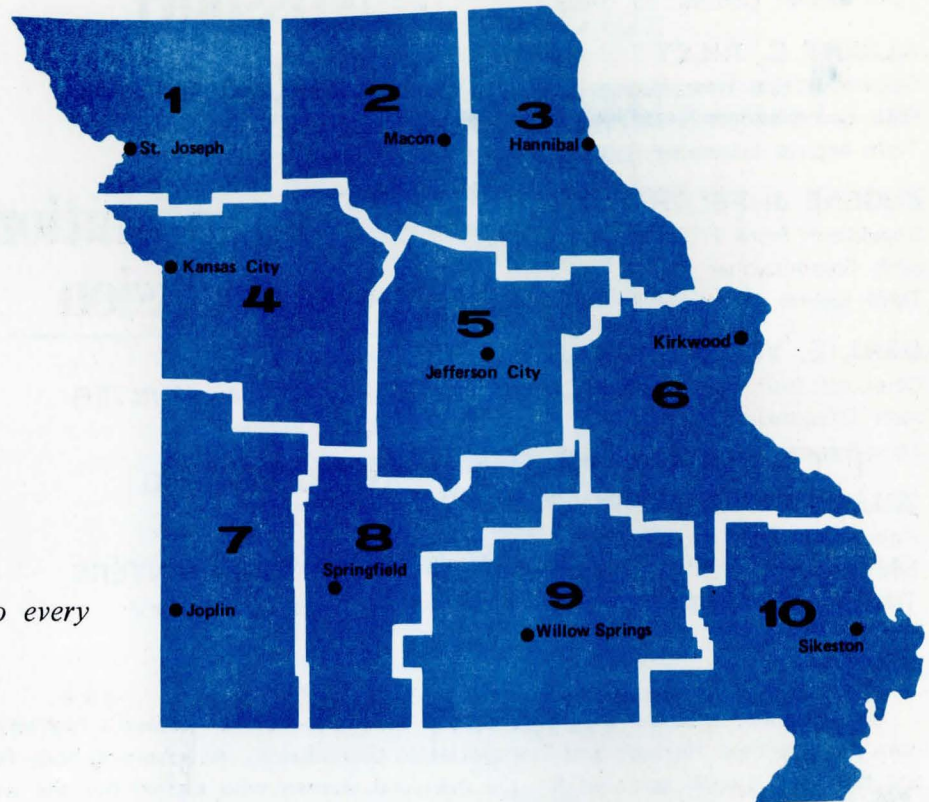 1
St. Joseph
2
Macon
3
Hannibal
Kansas City
4
5
Jefferson City
Kirkwood
6
7
Joplin
8
Springfield
9
Willow Springs
10
Sikeston
every